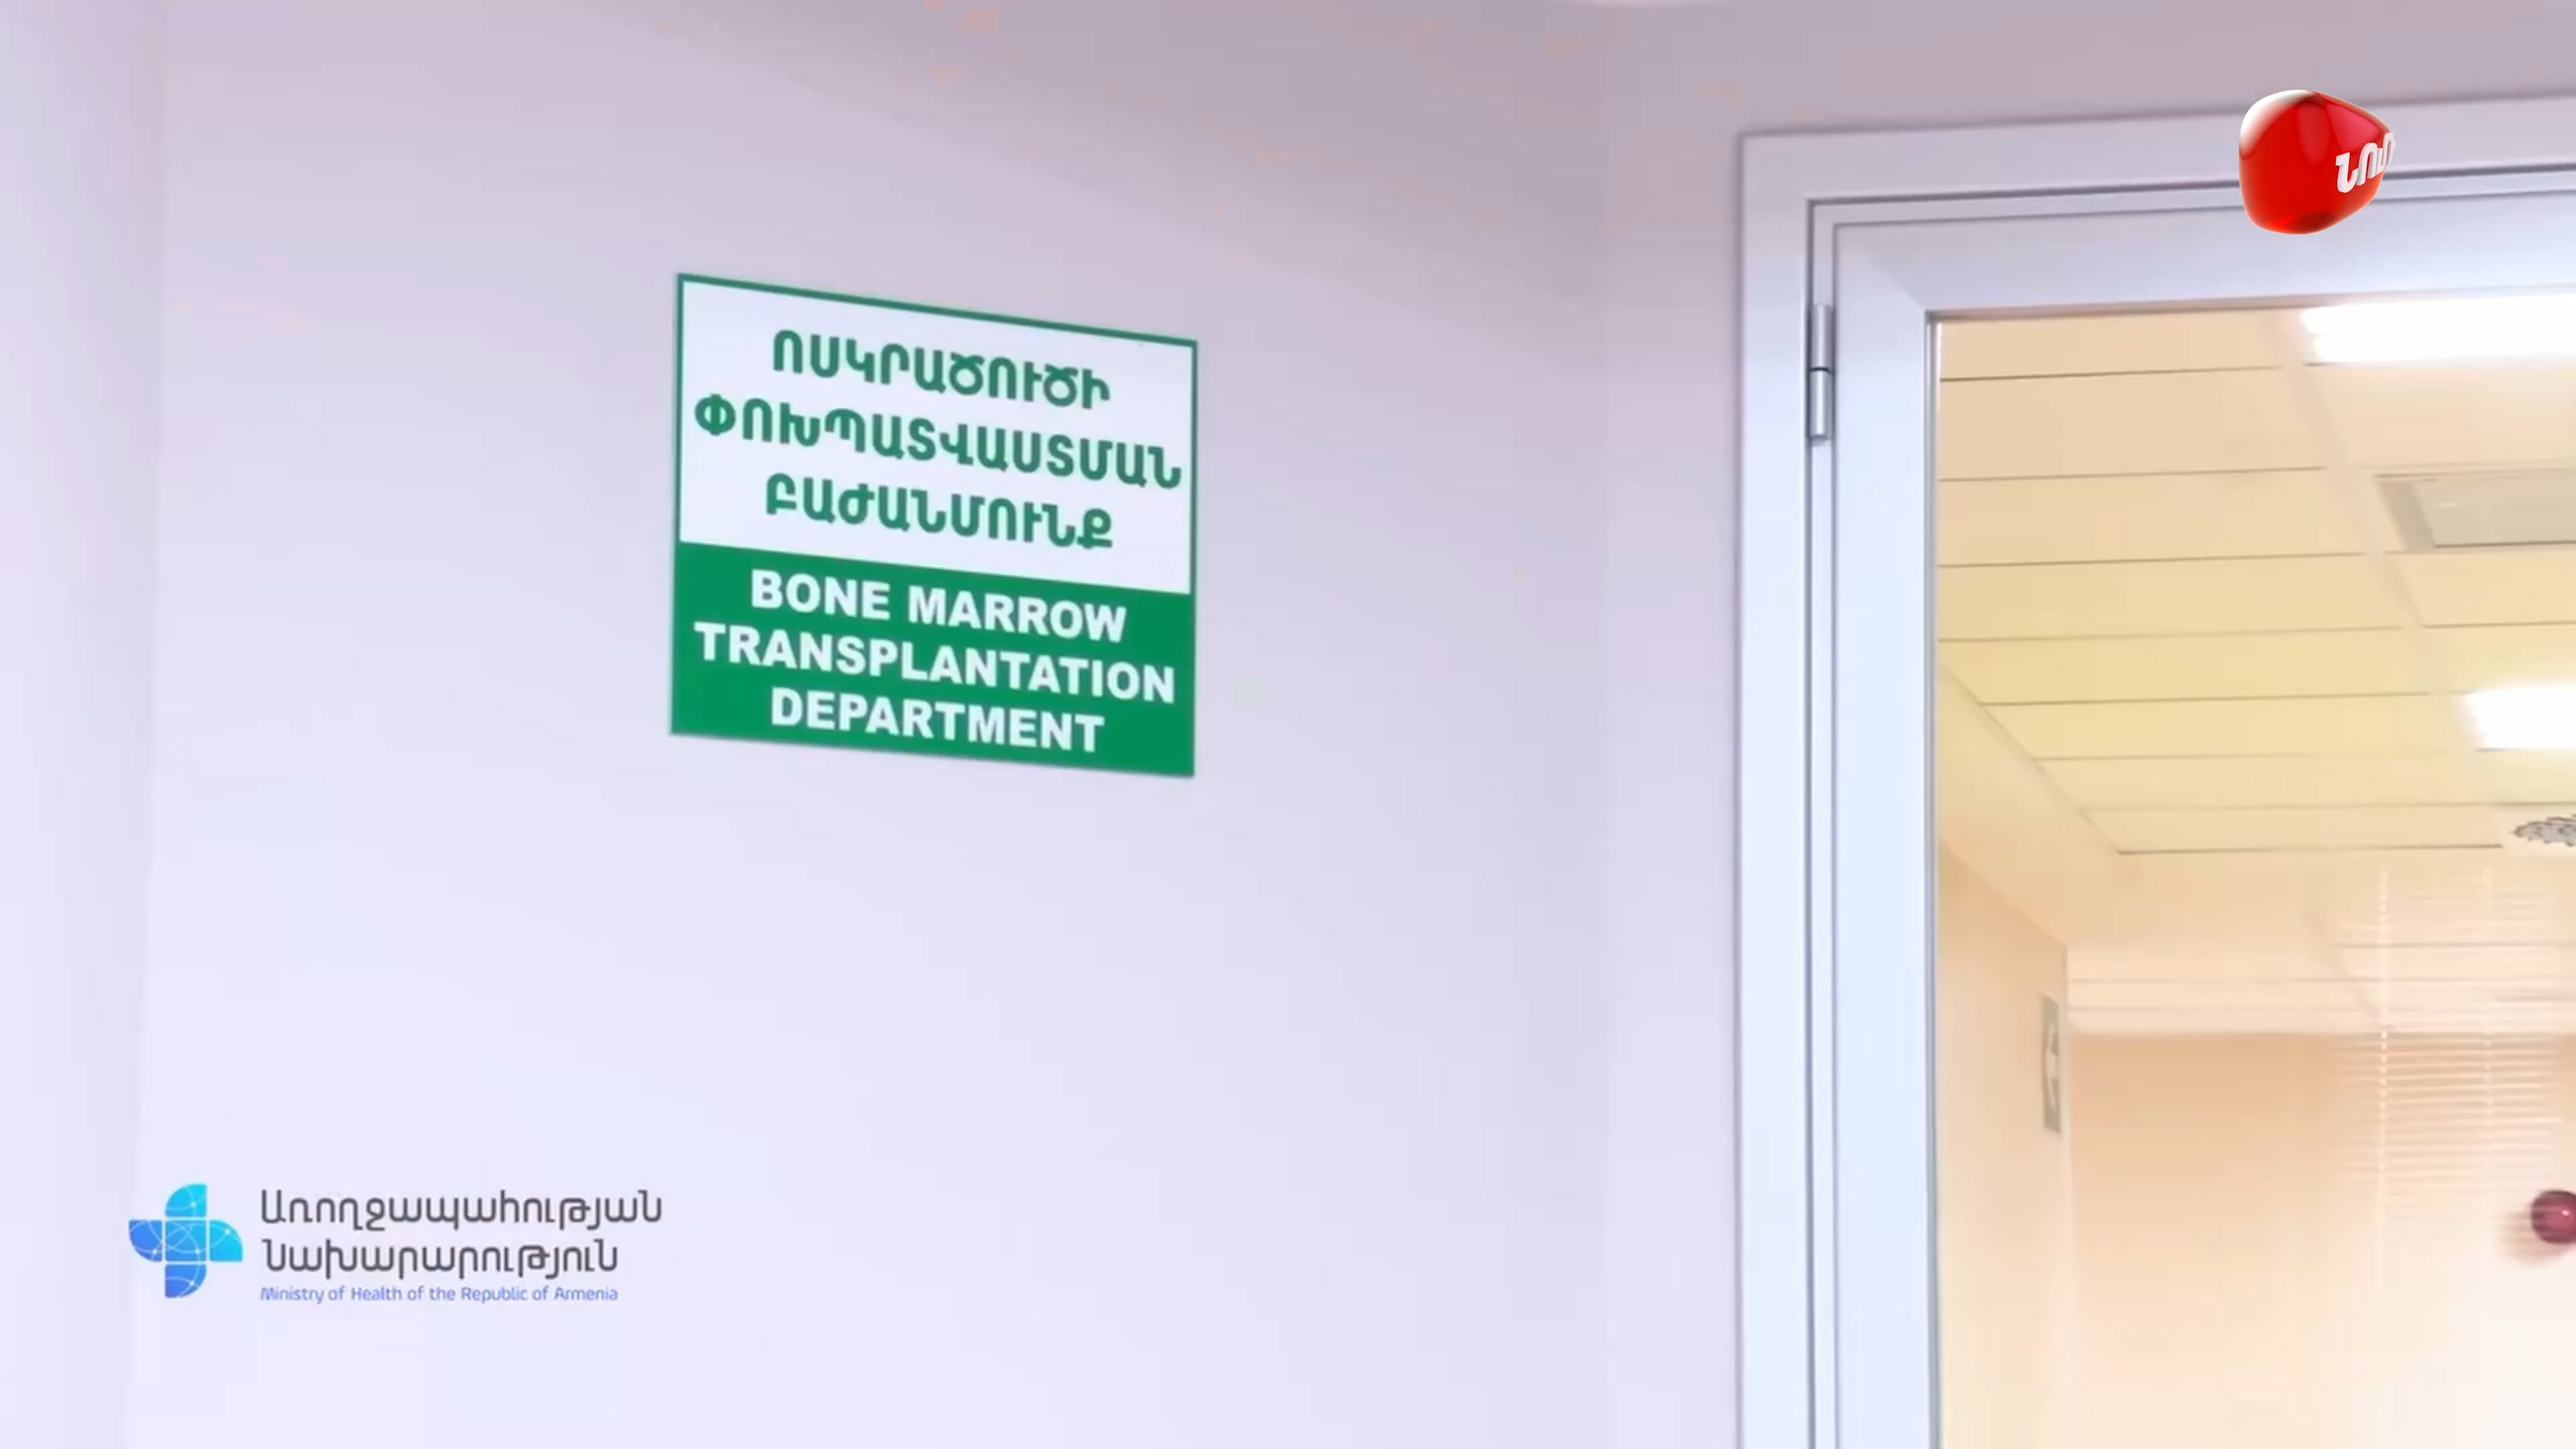 ՈՍԿՐԱԾՈՒԾԻ
ՓՈԽՊԱՏՎԱՍՏՄԱՆ
ԲԱԺԱՆՄՈՒՆՔ
BONE MARROW
TRANSPLANTATION
DEPARTMENT
Առողջապահության
Նախարարություն
Ministry of Health of the Republic of Armenia